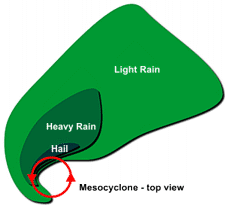 Light Rain
Heavy Rain
Hail
Mesocyclone - top view